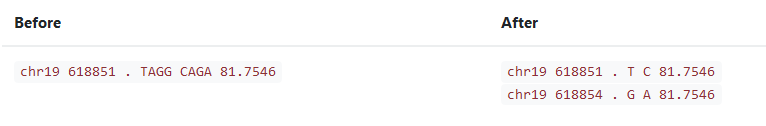 Before After
chr19 618851 . TAGG CAGA 81.7546 chr19 618851 . T C 81.7546
chr19 618854 . G A 81.7546